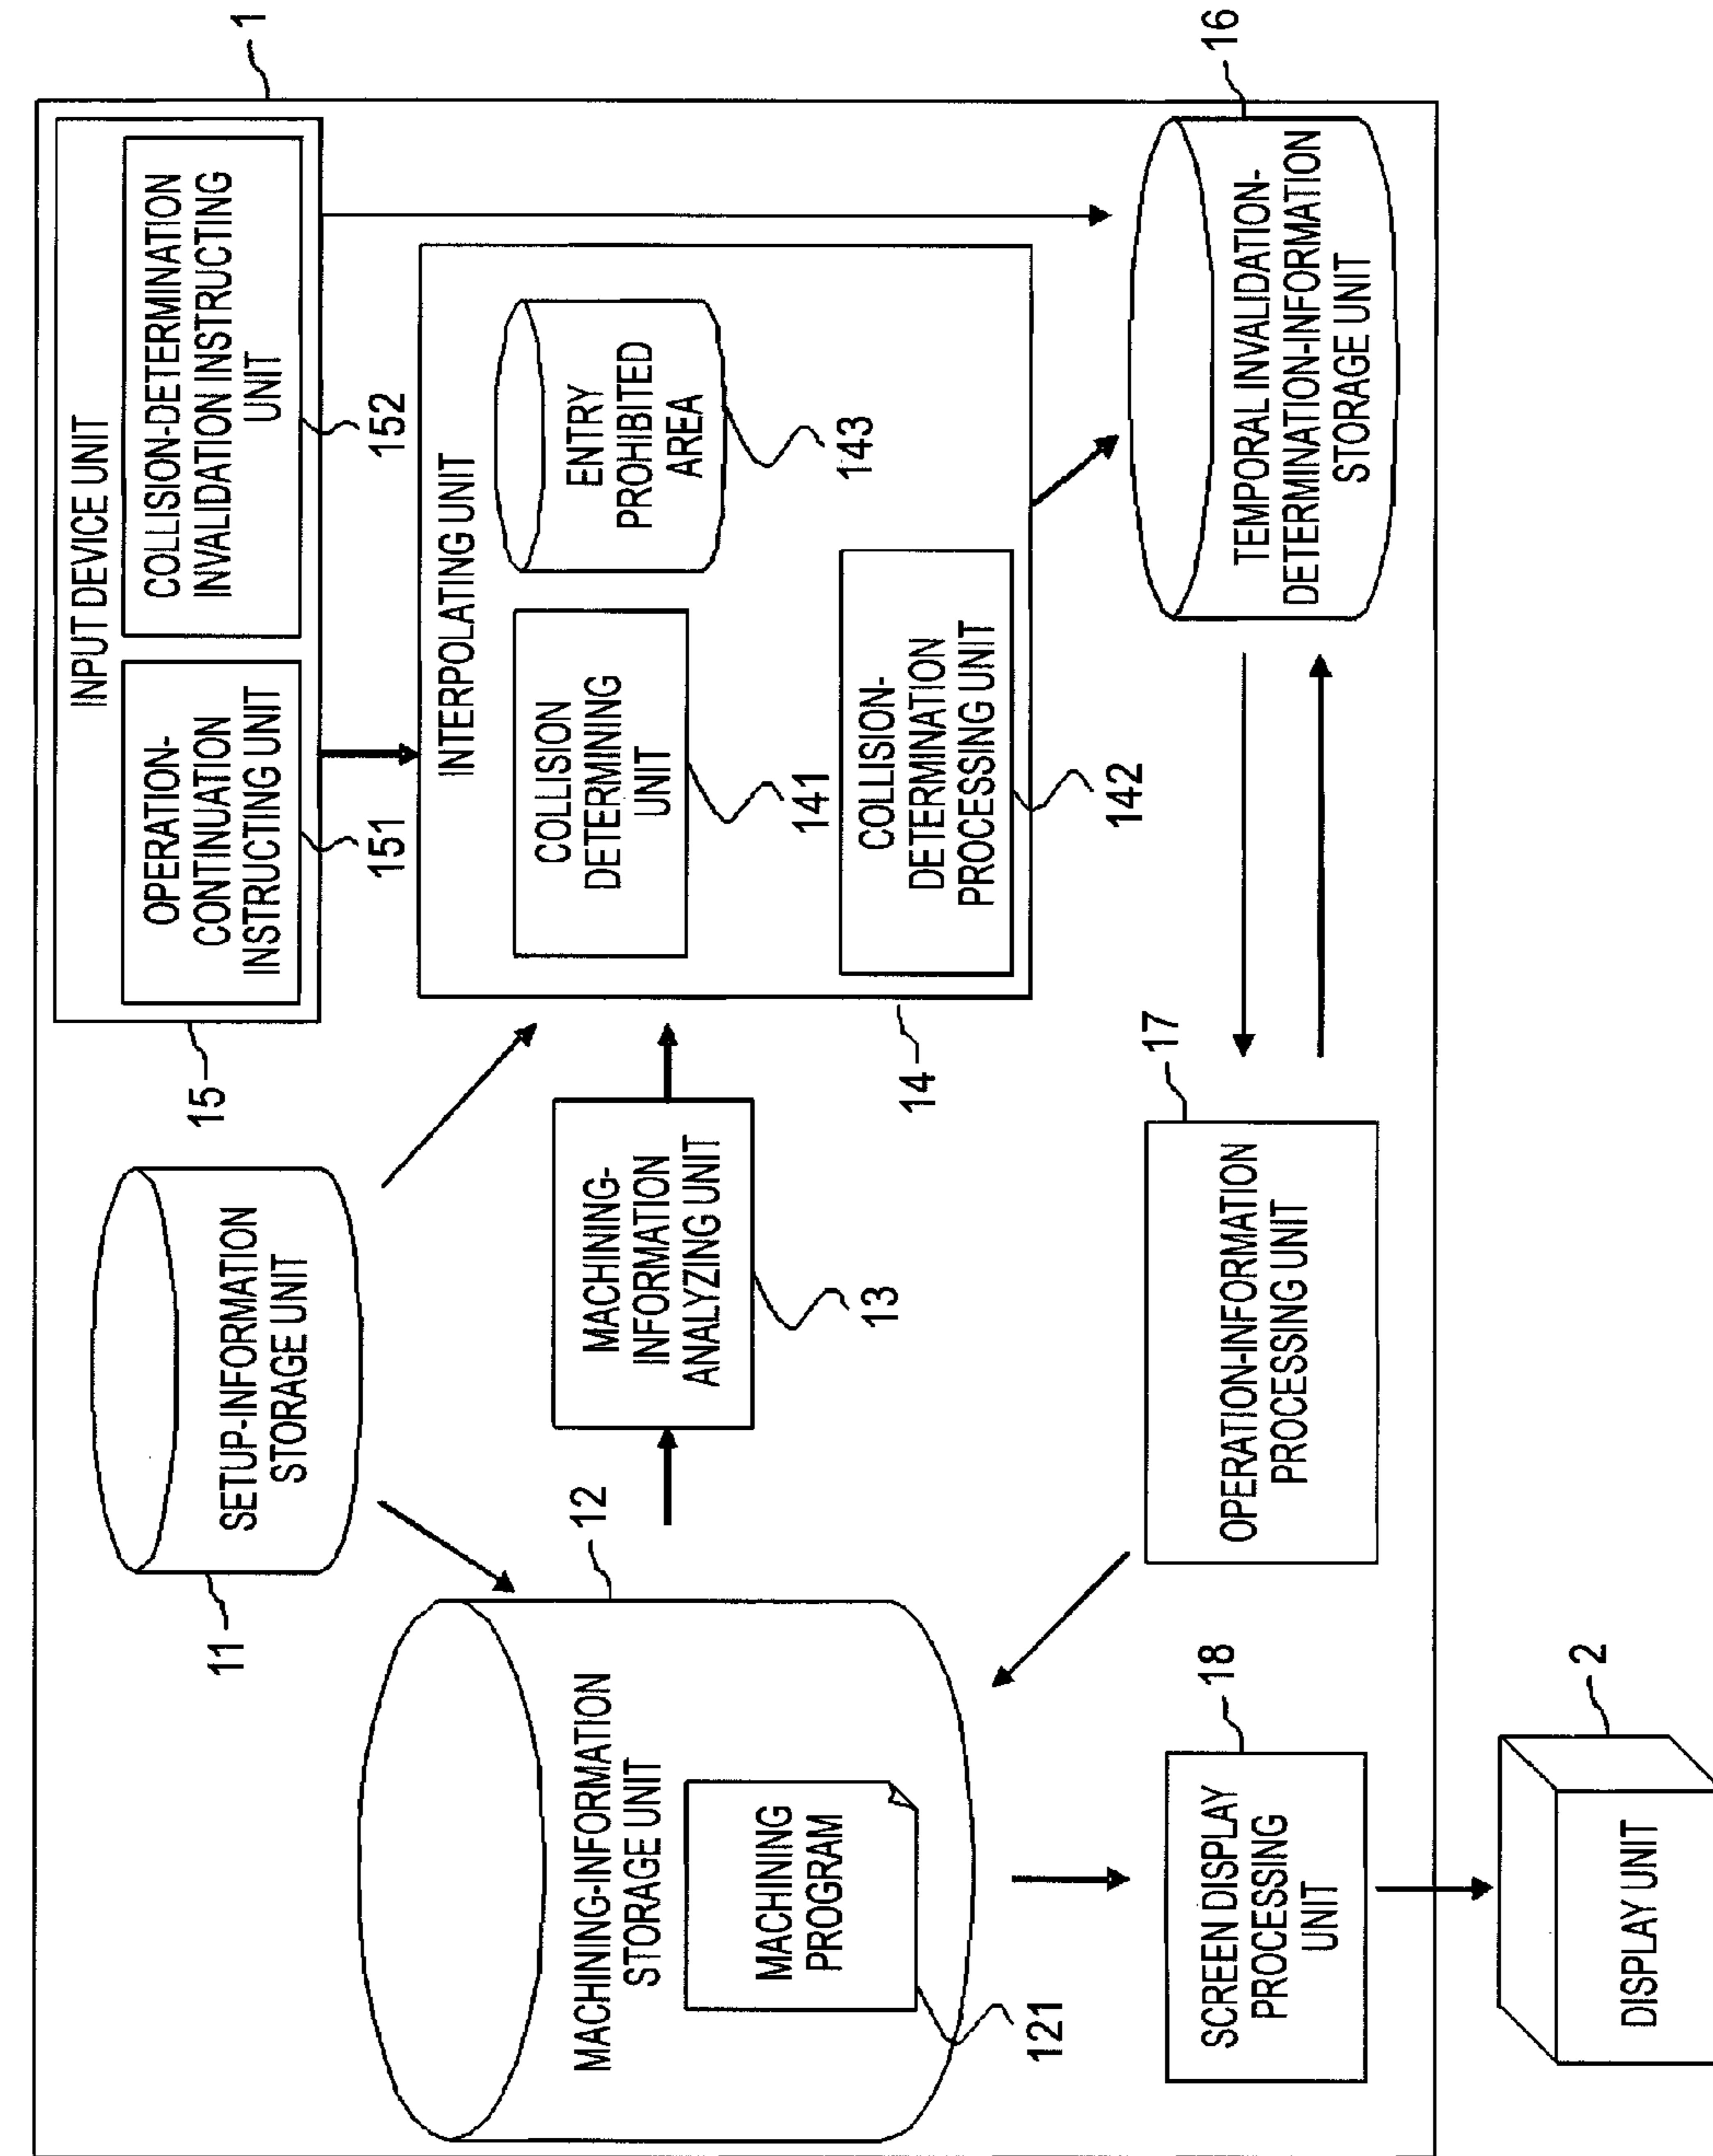 1
INPUT DEVICE UNIT
OPERATION-
CONTINUATION
INSTRUCTING UNIT
151
COLLISION-DETERMINATION
INVALIDATION INSTRUCTING
UNIT
152
15
SETUP-INFORMATION
STORAGE UNIT
11
INTERPOLATING UNIT
COLLISION
DETERMINING
UNIT
141
ENTRY
PROHIBITED
AREA
143
COLLISION-
DETERMINATION
PROCESSING UNIT
142
14
MACHINING-
INFORMATION
ANALYZING UNIT
13
12
MACHINING-INFORMATION
STORAGE UNIT
MACHINING
PROGRAM
121
16
TEMPORAL INVALIDATION-
DETERMINATION-INFORMATION
STORAGE UNIT
17
OPERATION-INFORMATION
PROCESSING UNIT
18
SCREEN DISPLAY
PROCESSING
UNIT
2
DISPLAY UNIT